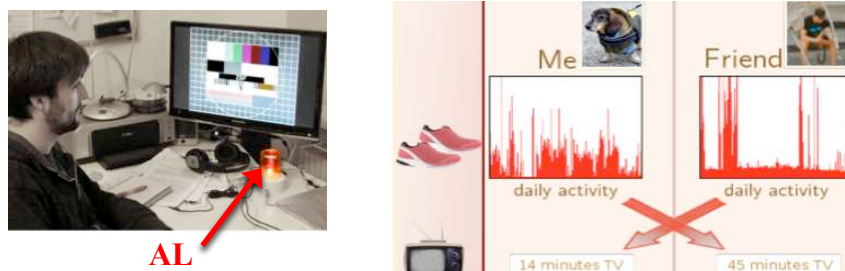 AL
Me
Friend
daily activity
daily activity
14 minutes TV
45 minutes TV